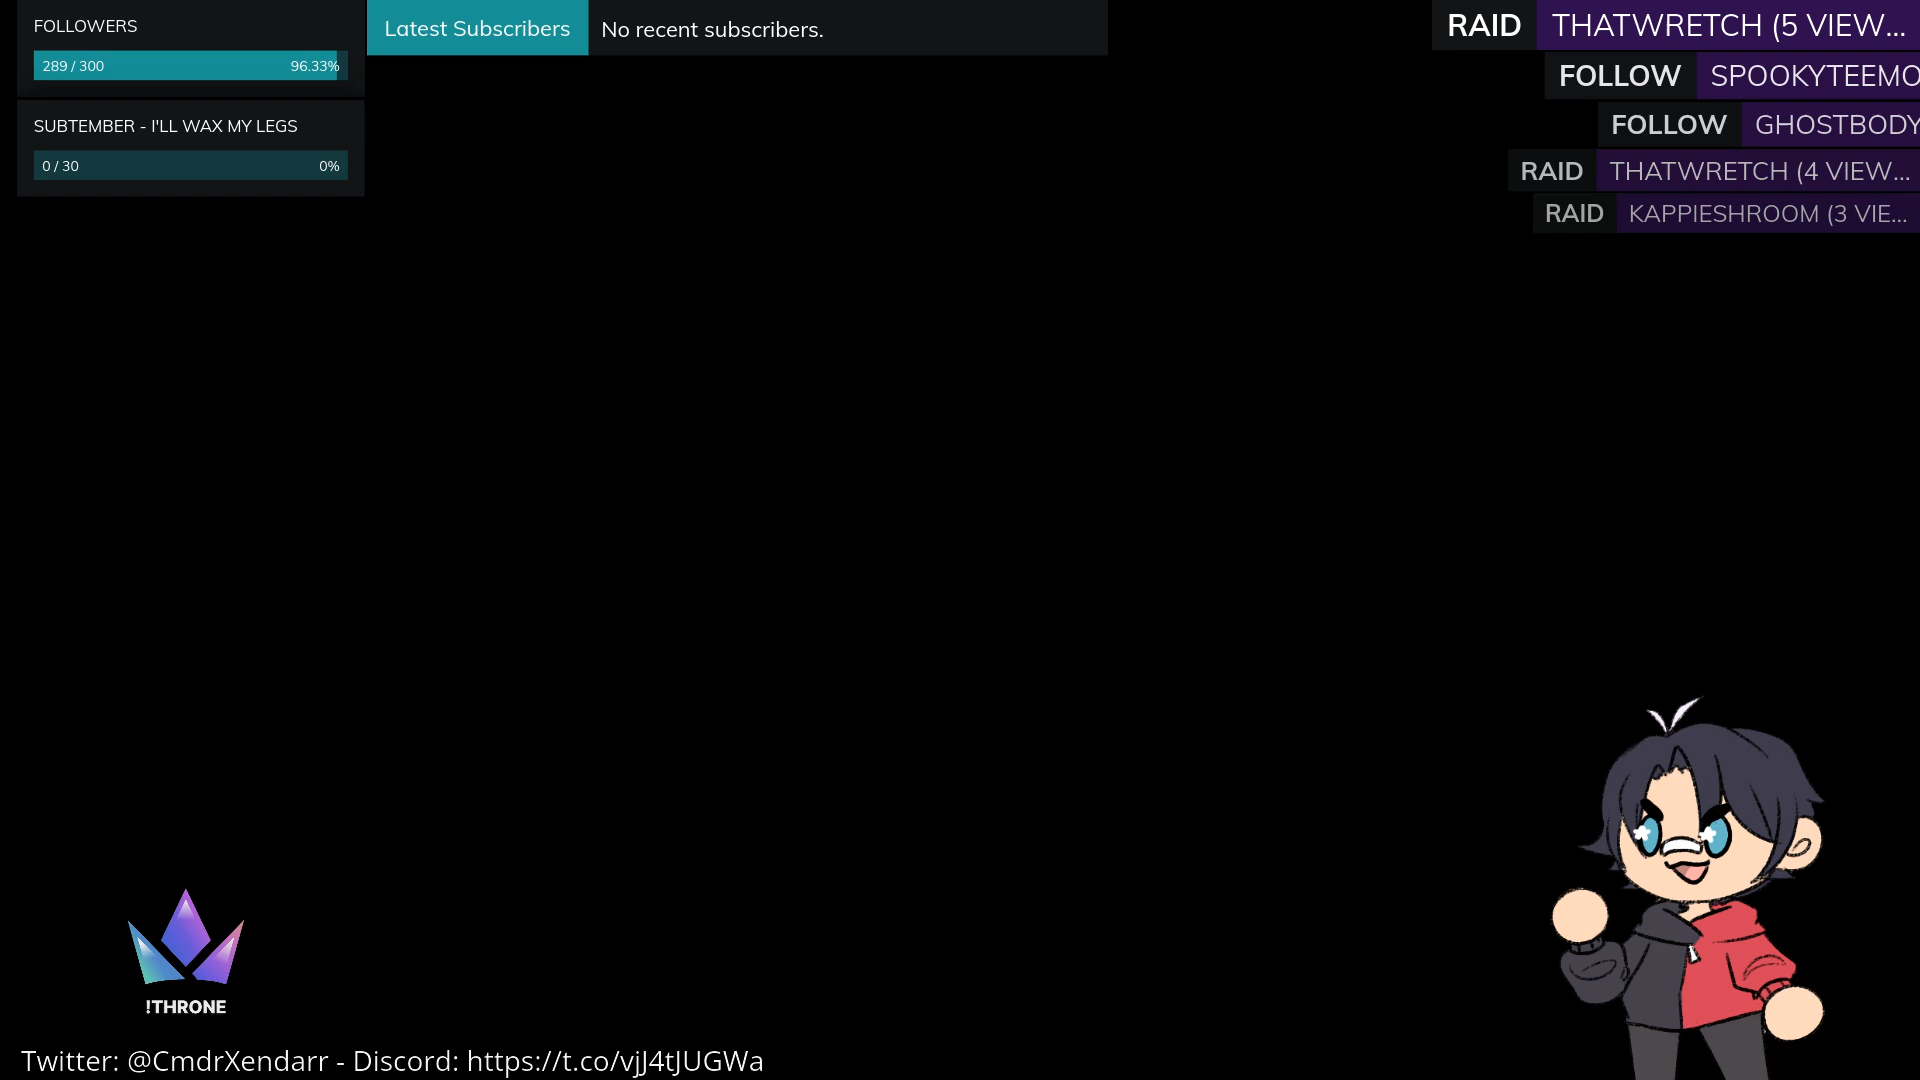 FOLLOWERS
289 / 300 96.33%
SUBTEMBER - I'LL WAX MY LEGS
0 / 30 0%
Latest Subscribers No recent subscribers.
RAID THATWRETCH (5 VIEW...
FOLLOW SPOOKYTEEMO
FOLLOW GHOSTBODY
RAID THATWRETCH (4 VIEW...
RAID KAPPIESHROOM (3 VIE...
!THRONE
Twitter: @CmdrXendarr - Discord: https://t.co/vjJ4tJUGWa